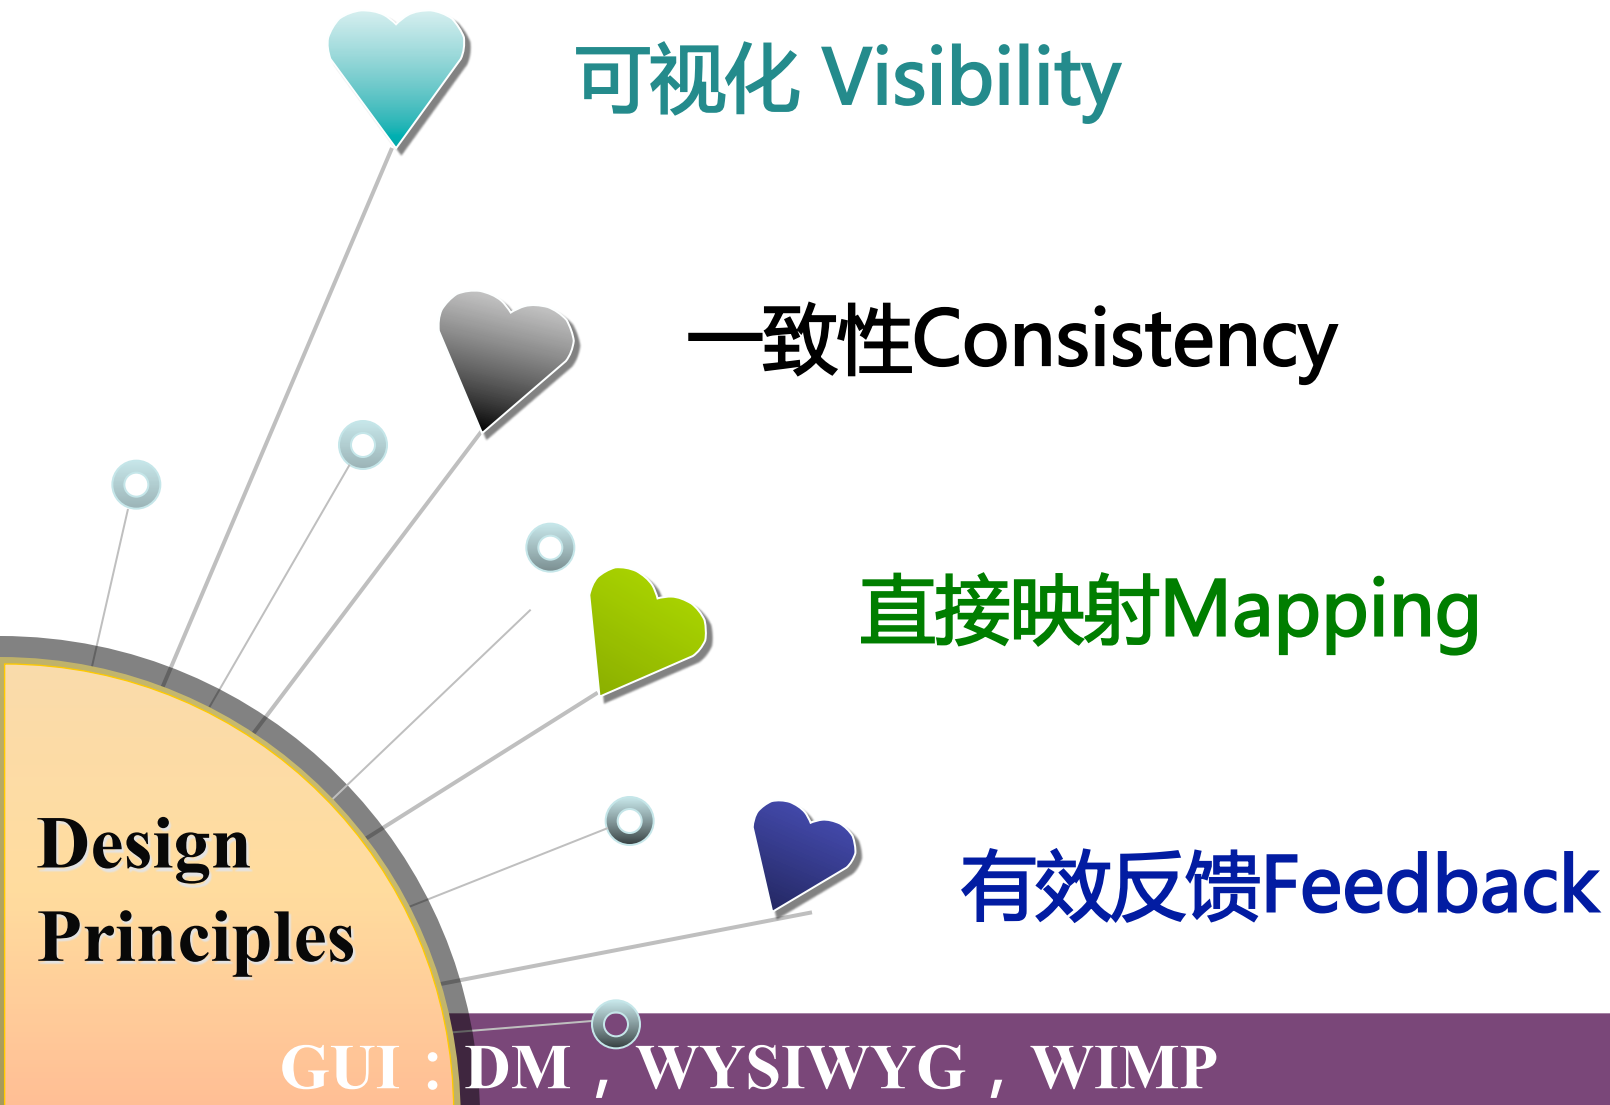 可视化 Visibility
一致性Consistency
直接映射Mapping
有效反馈Feedback
Design
Principles
GUI：DM，WYSIWYG，WIMP